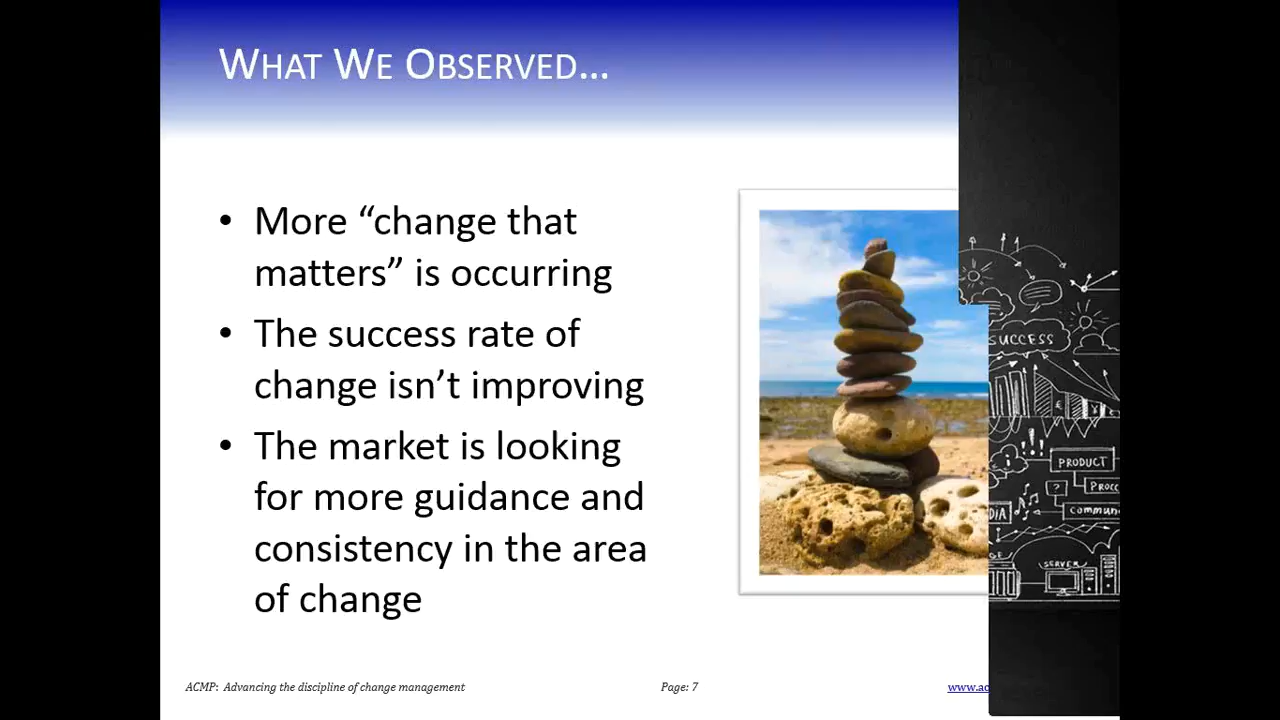 WHAT WE OBSERVED…
• More “change that
matters” is occurring
• The success rate of
change isn’t improving
• The market is looking
for more guidance and
consistency in the area
of change
SUCCESS
PRODUCT
?
SERVER
ACMP: Advancing the discipline of change management
Page: 7